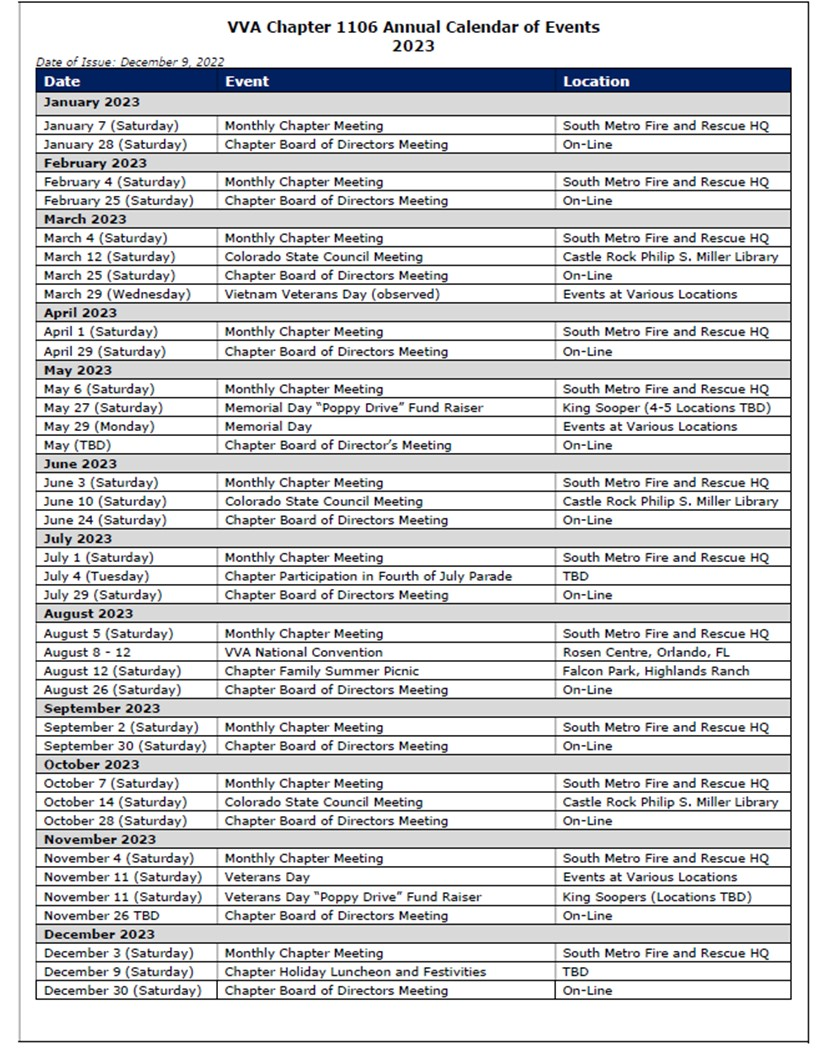 VVA Chapter 1106 Annual Calendar of Events
2023
Date of Issue: December 9, 2022
Date Event Location
January 2023
January 7 (Saturday) Monthly Chapter Meeting South Metro Fire and Rescue HQ
January 28 (Saturday) Chapter Board of Directors Meeting On-Line
February 2023
February 4 (Saturday) Monthly Chapter Meeting South Metro Fire and Rescue HQ
February 25 (Saturday) Chapter Board of Directors Meeting On-Line
March 2023
March 4 (Saturday) Monthly Chapter Meeting South Metro Fire and Rescue HQ
March 12 (Saturday) Colorado State Council Meeting Castle Rock Philip S. Miller Library
March 25 (Saturday) Chapter Board of Directors Meeting On-Line
March 29 (Wednesday) Vietnam Veterans Day (observed) Events at Various Locations
April 2023
April 1 (Saturday) Monthly Chapter Meeting South Metro Fire and Rescue HQ
April 29 (Saturday) Chapter Board of Directors Meeting On-Line
May 2023
May 6 (Saturday) Monthly Chapter Meeting South Metro Fire and Rescue HQ
May 27 (Saturday) Memorial Day “Poppy Drive” Fund Raiser King Sooper (4-5 Locations TBD)
May 29 (Monday) Memorial Day Events at Various Locations
May (TBD) Chapter Board of Director’s Meeting On-Line
June 2023
June 3 (Saturday) Monthly Chapter Meeting South Metro Fire and Rescue HQ
June 10 (Saturday) Colorado State Council Meeting Castle Rock Philip S. Miller Library
June 24 (Saturday) Chapter Board of Directors Meeting On-Line
July 2023
July 1 (Saturday) Monthly Chapter Meeting South Metro Fire and Rescue HQ
July 4 (Tuesday) Chapter Participation in Fourth of July Parade TBD
July 29 (Saturday) Chapter Board of Directors Meeting On-Line
August 2023
August 5 (Saturday) Monthly Chapter Meeting South Metro Fire and Rescue HQ
August 8 - 12 VVA National Convention Rosen Centre, Orlando, FL
August 12 (Saturday) Chapter Family Summer Picnic Falcon Park, Highlands Ranch
August 26 (Saturday) Chapter Board of Directors Meeting On-Line
September 2023
September 2 (Saturday) Monthly Chapter Meeting South Metro Fire and Rescue HQ
September 30 (Saturday) Chapter Board of Directors Meeting On-Line
October 2023
October 7 (Saturday) Monthly Chapter Meeting South Metro Fire and Rescue HQ
October 14 (Saturday) Colorado State Council Meeting Castle Rock Philip S. Miller Library
October 28 (Saturday) Chapter Board of Directors Meeting On-Line
November 2023
November 4 (Saturday) Monthly Chapter Meeting South Metro Fire and Rescue HQ
November 11 (Saturday) Veterans Day Events at Various Locations
November 11 (Saturday) Veterans Day “Poppy Drive” Fund Raiser King Soopers (Locations TBD)
November 26 TBD Chapter Board of Directors Meeting On-Line
December 2023
December 3 (Saturday) Monthly Chapter Meeting South Metro Fire and Rescue HQ
December 9 (Saturday) Chapter Holiday Luncheon and Festivities TBD
December 30 (Saturday) Chapter Board of Directors Meeting On-Line